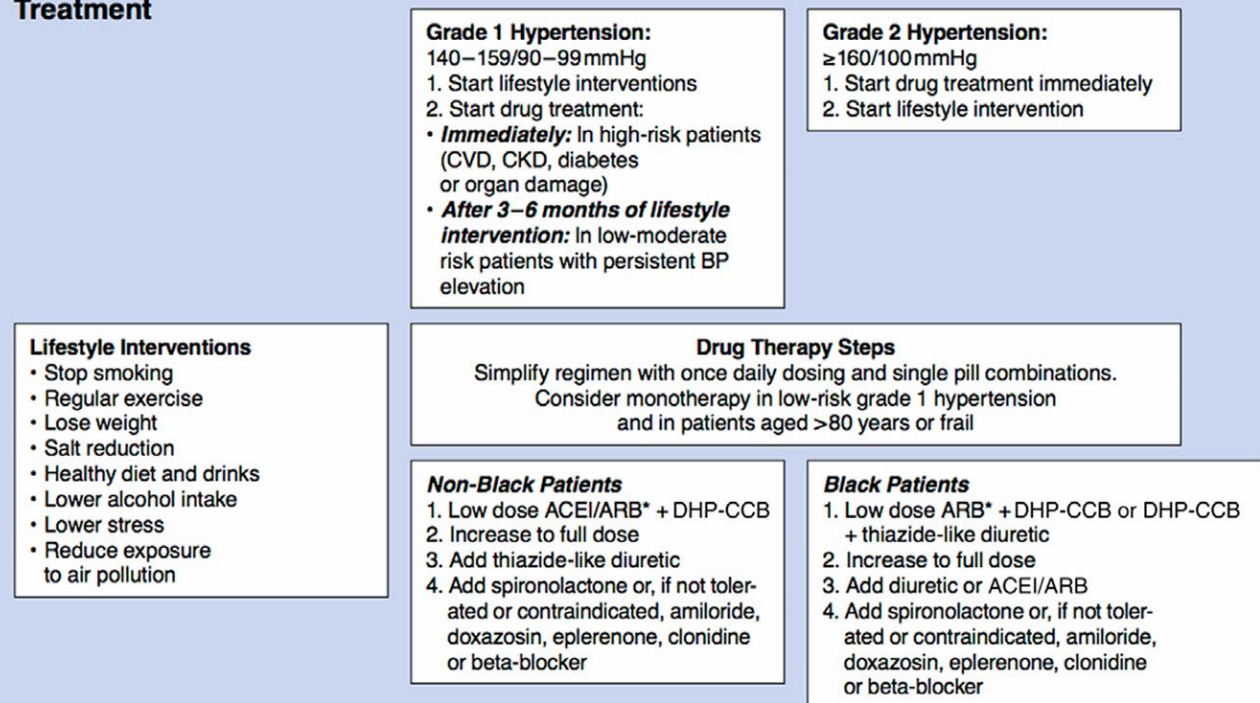 Treatment
Grade 1 Hypertension:
140–159/90–99 mmHg
1. Start lifestyle interventions
2. Start drug treatment:
• Immediately: In high-risk patients
(CVD, CKD, diabetes
or organ damage)
• After 3–6 months of lifestyle
intervention: In low-moderate
risk patients with persistent BP
elevation
Grade 2 Hypertension:
≥160/100 mmHg
1. Start drug treatment immediately
2. Start lifestyle intervention
Lifestyle Interventions
• Stop smoking
• Regular exercise
• Lose weight
• Salt reduction
• Healthy diet and drinks
• Lower alcohol intake
• Lower stress
• Reduce exposure
to air pollution
Drug Therapy Steps
Simplify regimen with once daily dosing and single pill combinations.
Consider monotherapy in low-risk grade 1 hypertension
and in patients aged >80 years or frail
Non-Black Patients
1. Low dose ACEI/ARB* + DHP-CCB
2. Increase to full dose
3. Add thiazide-like diuretic
4. Add spironolactone or, if not toler-
ated or contraindicated, amiloride,
doxazosin, eplerenone, clonidine
or beta-blocker
Black Patients
1. Low dose ARB* + DHP-CCB or DHP-CCB
+ thiazide-like diuretic
2. Increase to full dose
3. Add diuretic or ACEI/ARB
4. Add spironolactone or, if not toler-
ated or contraindicated, amiloride,
doxazosin, eplerenone, clonidine
or beta-blocker